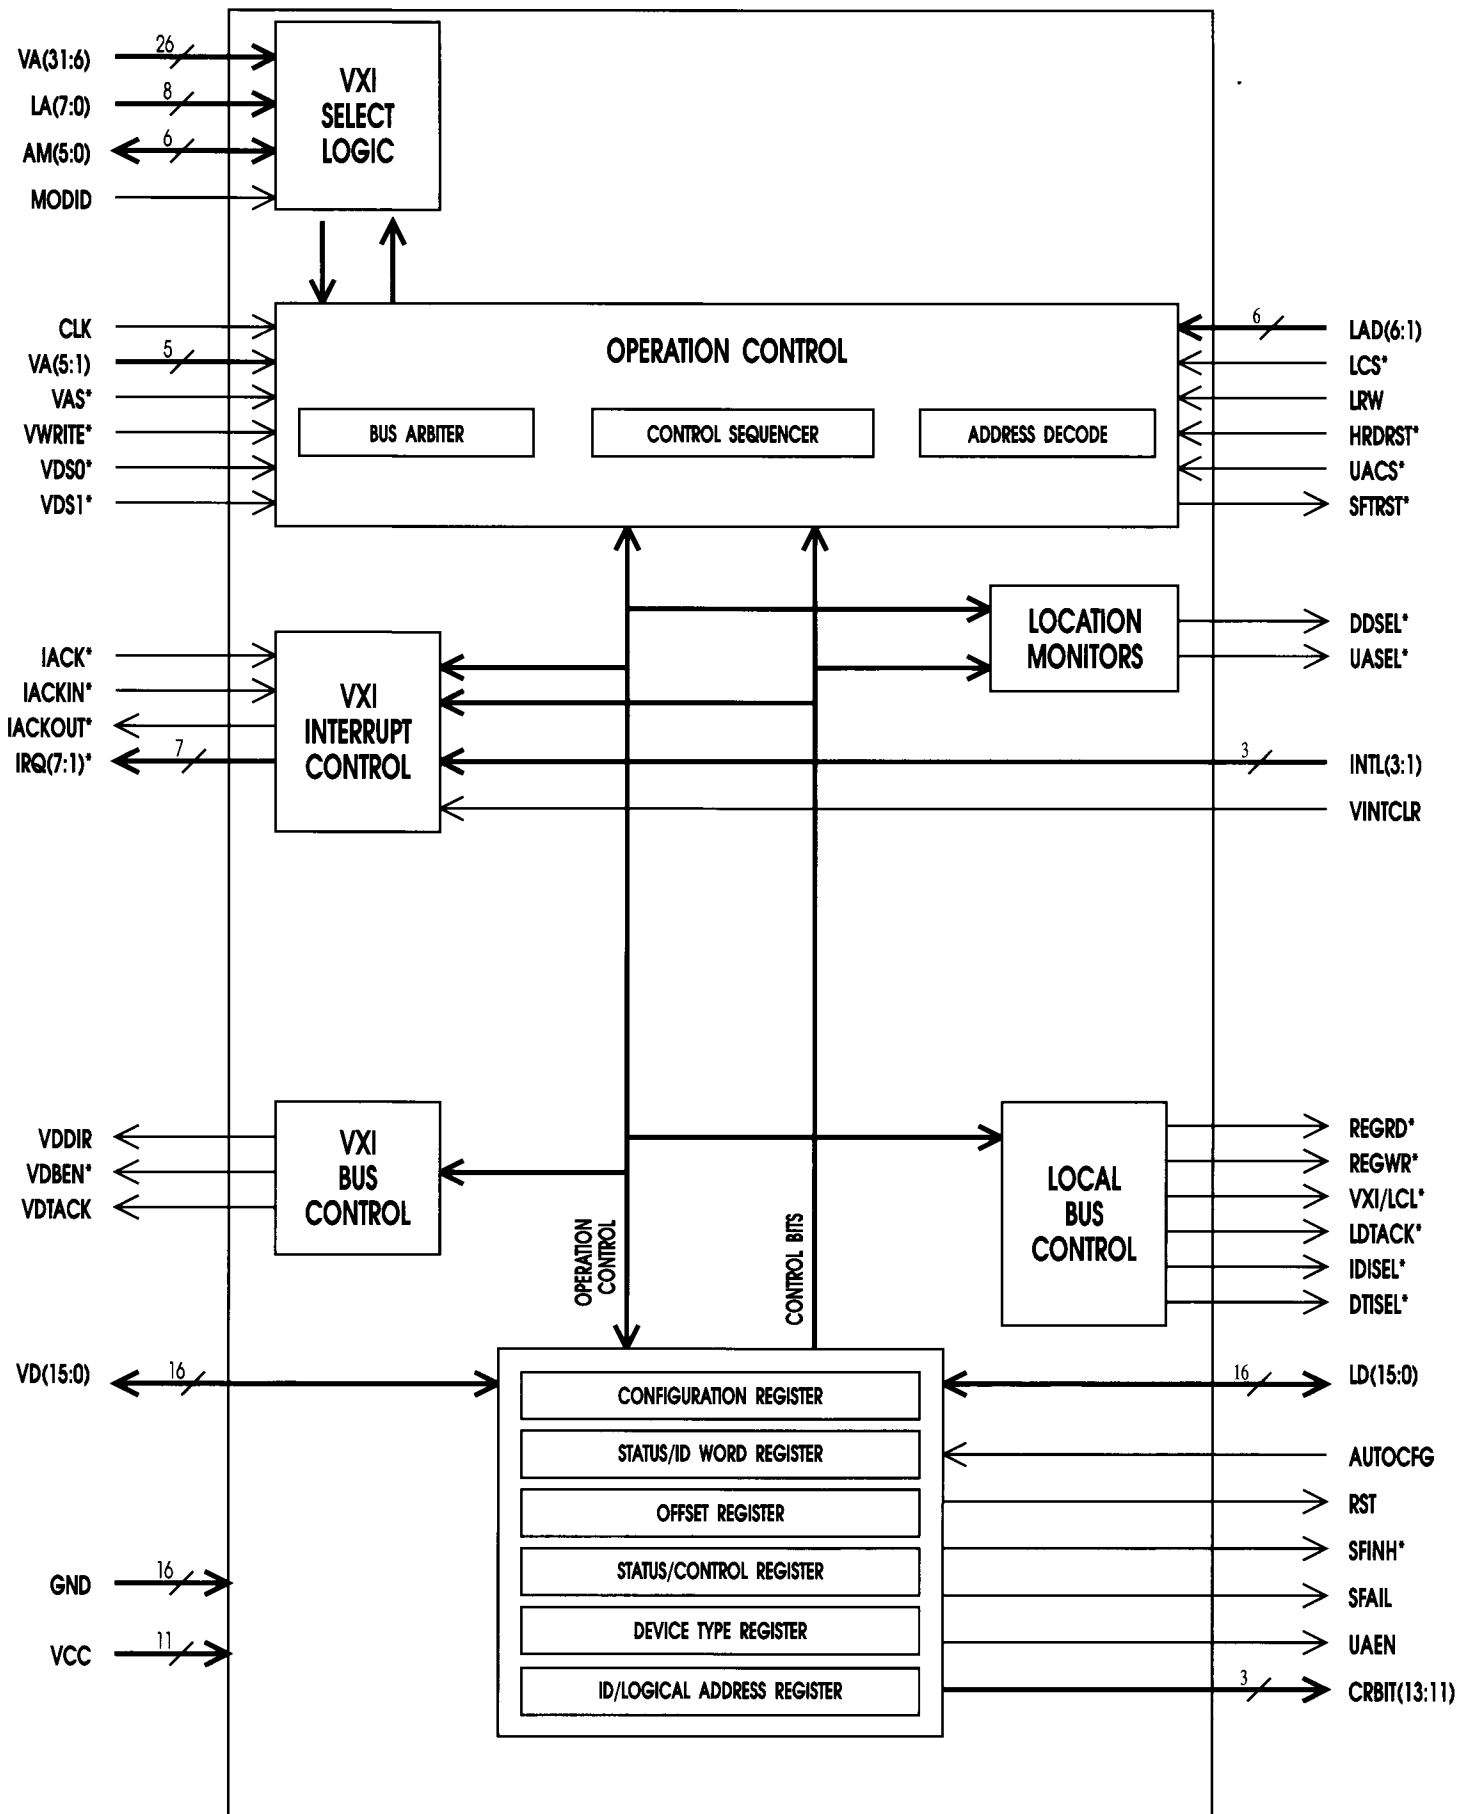 VA(31:6)
26
LA(7:0)
8
AM(5:0)
6
MODID
VXI
SELECT
LOGIC
CLK
VA(5:1)
5
VAS*
VWRITE*
VDS0*
VDS1*
OPERATION CONTROL
BUS ARBITER
CONTROL SEQUENCER
ADDRESS DECODE
6
LAD(6:1)
LCS*
LRW
HRDRST*
UACS*
SFTRST*
LOCATION
MONITORS
DDSEL*
UASEL*
IACK*
IACKIN*
IACKOUT*
IRQ(7:1)*
7
VXI
INTERRUPT
CONTROL
3
INTL(3:1)
VINTCLR
VDDIR
VDBEN*
VDTACK
VXI
BUS
CONTROL
OPERATION
CONTROL
CONTROL BITS
LOCAL
BUS
CONTROL
REGRD*
REGWR*
VXI/LCL*
LDTACK*
IDISEL*
DTISEL*
VD(15:0)
16
CONFIGURATION REGISTER
STATUS/ID WORD REGISTER
OFFSET REGISTER
STATUS/CONTROL REGISTER
DEVICE TYPE REGISTER
ID/LOGICAL ADDRESS REGISTER
16
LD(15:0)
AUTOCFG
RST
SFINH*
SFAIL
UAEN
3
CRBIT(13:11)
GND
16
VCC
11